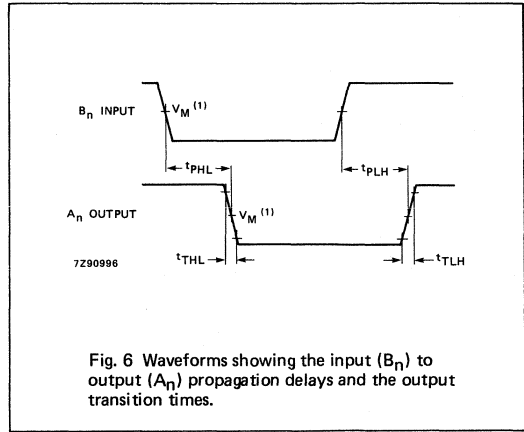 Bn INPUT
VM (1)
tPHL
tPLH
An OUTPUT
VM (1)
7Z90996
tTHL
tTLH
Fig. 6 Waveforms showing the input (Bn) to
output (An) propagation delays and the output
transition times.